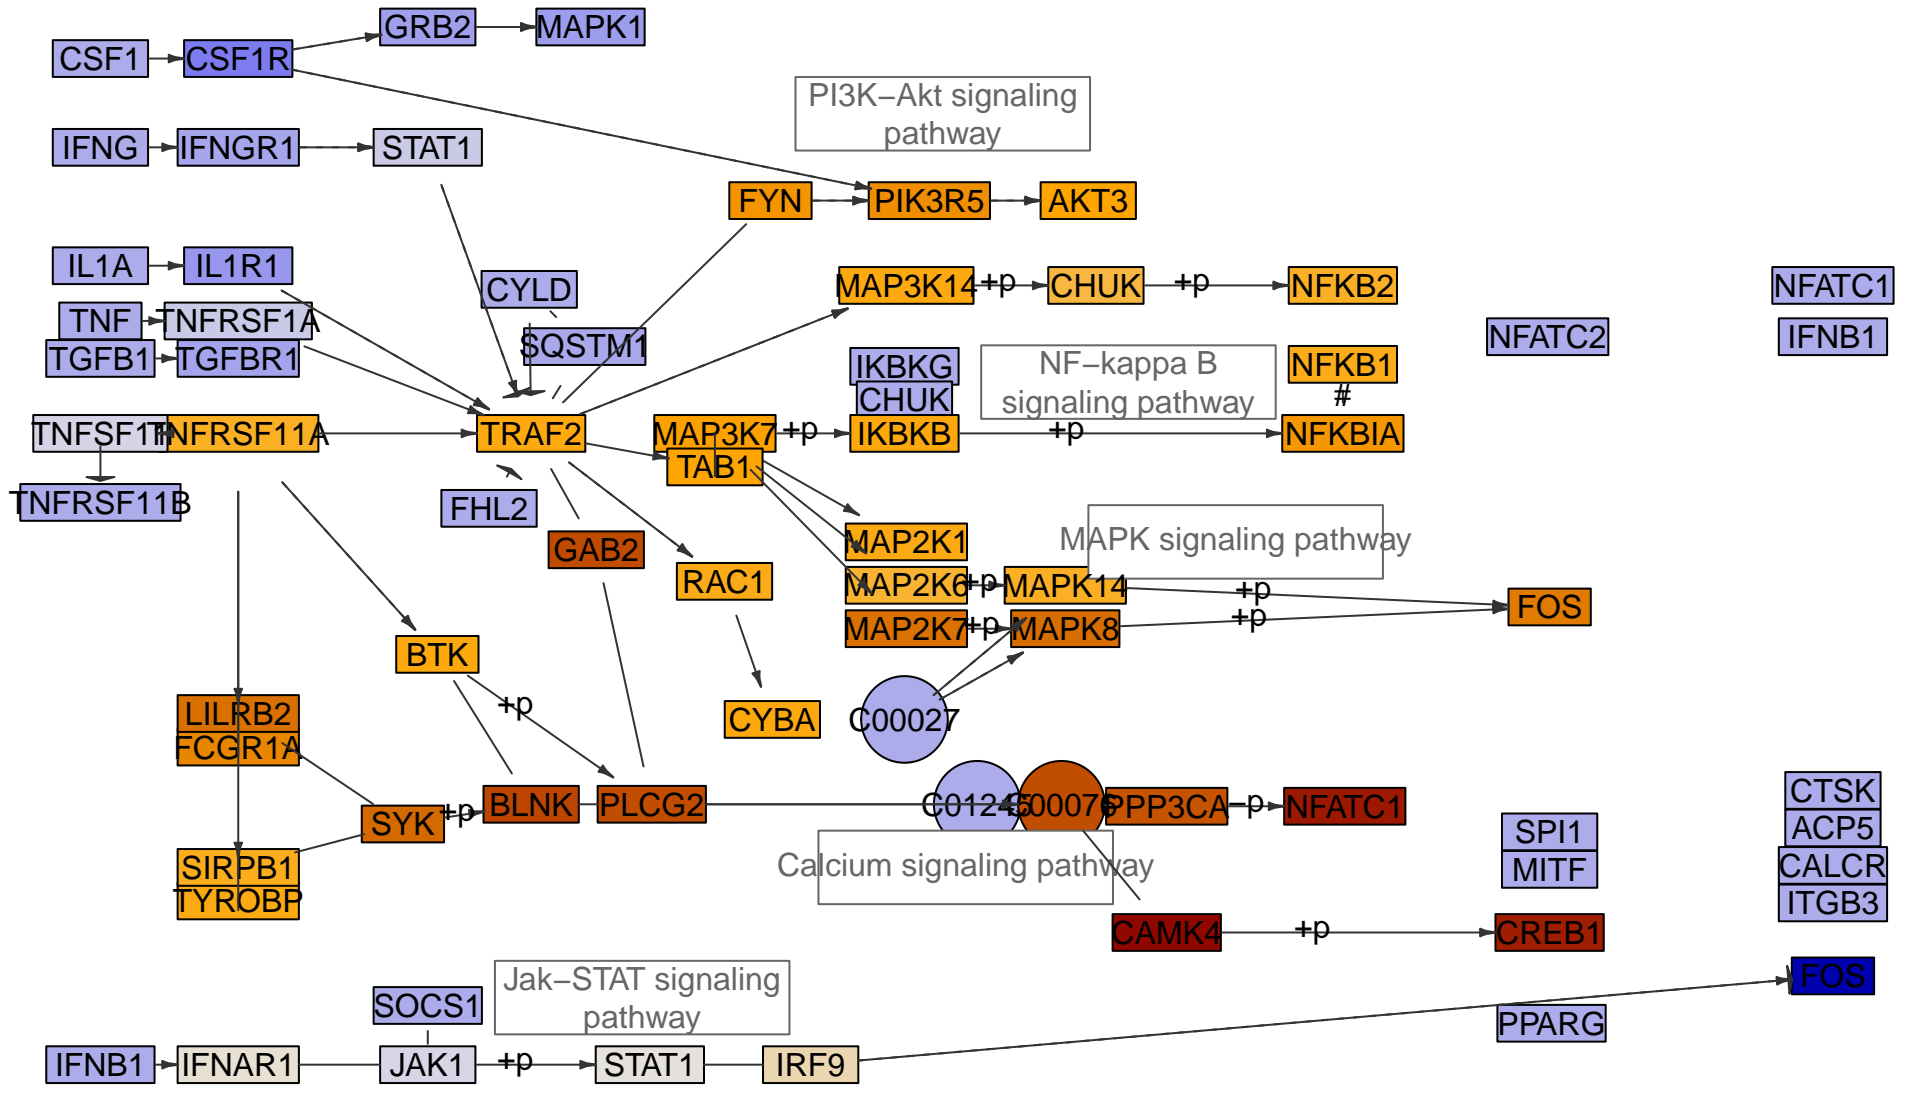 GRB2
MAPK1
CSF1
CSF1R
PI3K−Akt signaling
pathway
IFNG
IFNGR1
STAT1
FYN
PIK3R5
AKT3
IL1A
IL1R1
CYLD
MAP3K14
+p
CHUK
+p
NFKB2
NFATC1
TNF
TNFRSF1A
SQSTM1
NFATC2
IFNB1
TGFB1
TGFBR1
IKBKG
NF−kappa B
signaling pathway
NFKB1
#
CHUK
TNFRSF11A
TRAF2
MAP3K7
+p
IKBKB
+p
NFKBIA
TAB1
TNFRSF11B
FHL2
GAB2
MAP2K1
MAPK signaling pathway
RAC1
MAP2K6
+p
MAPK14
+p
FOS
MAP2K7
+p
MAPK8
+p
BTK
+p
LILRB2
FCGR1A
CYBA
C00027
SYK
+p
BLNK
PLCG2
C00076
PPP3CA
−p
NFATC1
CTSK
SPI1
ACP5
SIRPB1
Calcium signaling pathway
MITF
CALCR
TYROBP
ITGB3
CAMK4
+p
CREB1
Jak−STAT signaling
pathway
FOS
SOCS1
PPARG
IFNB1
IFNAR1
JAK1
+p
STAT1
IRF9